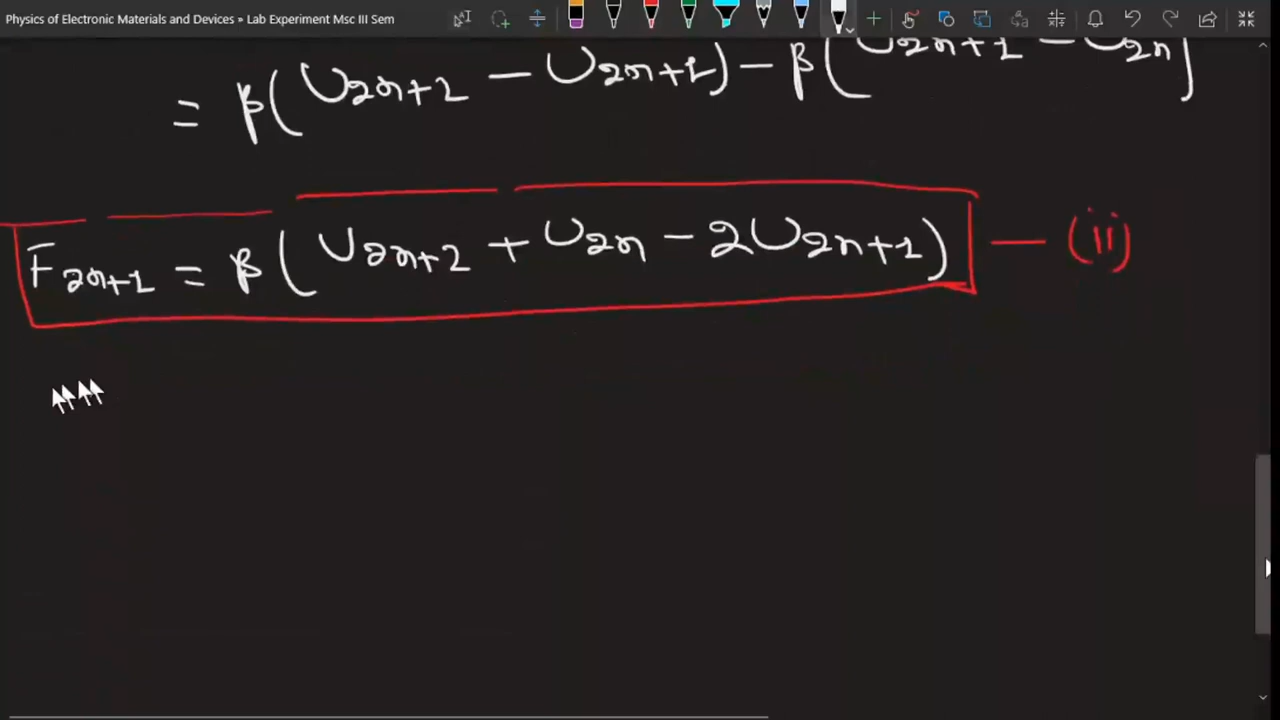 Physics of Electronic Materials and Devices » Lab Experiment Msc III Sem
= β(U2n+2 − U2n+1) − β(U2n+1 − U2n)
F2n+1 = β(U2n+2 + U2n − 2U2n+1) — (ii)